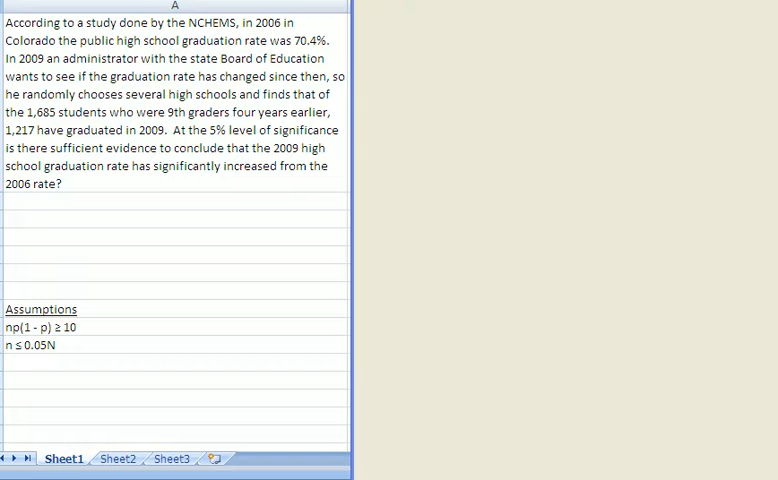 A
According to a study done by the NCHEMS, in 2006 in
Colorado the public high school graduation rate was 70.4%.
In 2009 an administrator with the state Board of Education
wants to see if the graduation rate has changed since then, so
he randomly chooses several high schools and finds that of
the 1,685 students who were 9th graders four years earlier,
1,217 have graduated in 2009.  At the 5% level of significance
is there sufficient evidence to conclude that the 2009 high
school graduation rate has significantly increased from the
2006 rate?
Assumptions
np(1 - p) ≥ 10
n ≤ 0.05N
Sheet1 Sheet2 Sheet3